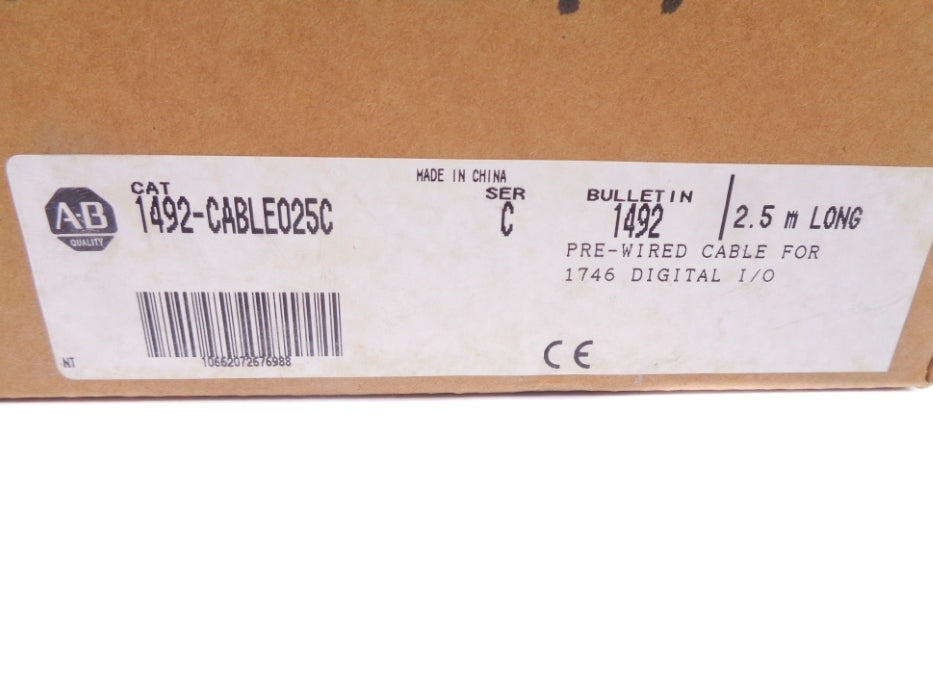 MADE IN CHINA
A-B
QUALITY
CAT
1492-CABLE025C
SER
C
BULLETIN
1492
2.5 m LONG
PRE-WIRED CABLE FOR
1746 DIGITAL I/O
10662072676988
NT
CE